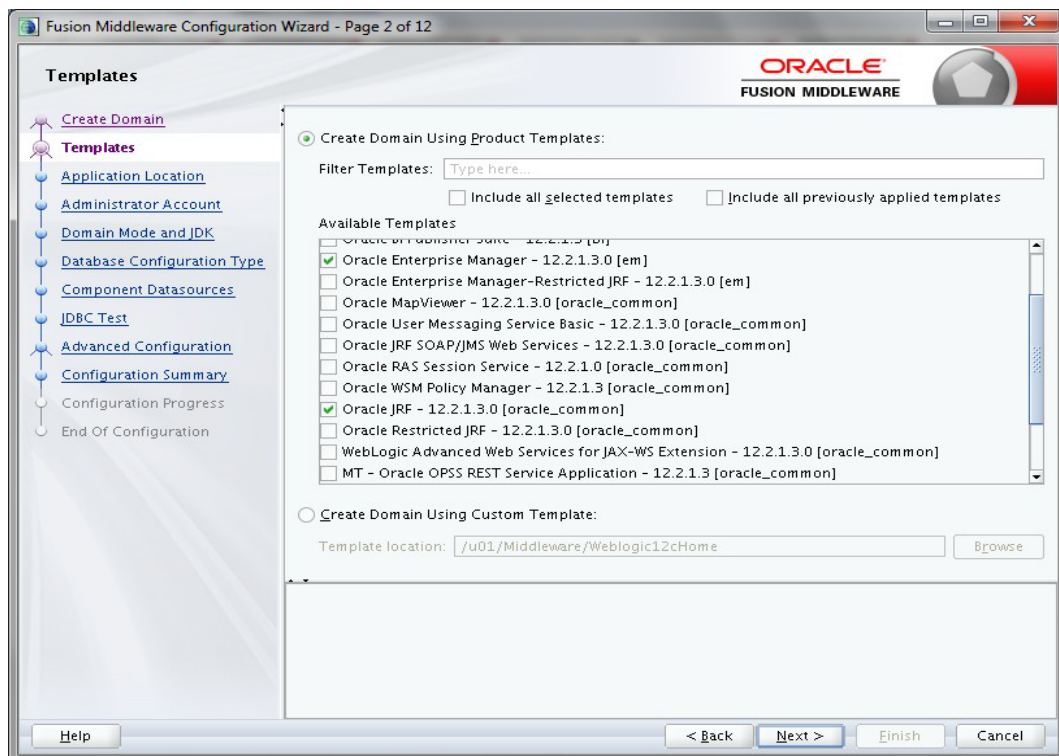 Fusion Middleware Configuration Wizard - Page 2 of 12
Templates
ORACLE
FUSION MIDDLEWARE
Create Domain
Templates
Application Location
Administrator Account
Domain Mode and JDK
Database Configuration Type
Component Datasources
JDBC Test
Advanced Configuration
Configuration Summary
Configuration Progress
End Of Configuration
Create Domain Using Product Templates:
Filter Templates: Type here...
Include all selected templates Include all previously applied templates
Available Templates
Oracle BI Publisher Suite - 12.2.1.3 [bi]
Oracle Enterprise Manager - 12.2.1.3.0 [em]
Oracle Enterprise Manager-Restricted JRF - 12.2.1.3.0 [em]
Oracle MapViewer - 12.2.1.3.0 [oracle_common]
Oracle User Messaging Service Basic - 12.2.1.3.0 [oracle_common]
Oracle JRF SOAP/JMS Web Services - 12.2.1.3.0 [oracle_common]
Oracle RAS Session Service - 12.2.1.0 [oracle_common]
Oracle WSM Policy Manager - 12.2.1.3 [oracle_common]
Oracle JRF - 12.2.1.3.0 [oracle_common]
Oracle Restricted JRF - 12.2.1.3.0 [oracle_common]
WebLogic Advanced Web Services for JAX-WS Extension - 12.2.1.3.0 [oracle_common]
MT - Oracle OPSS REST Service Application - 12.2.1.3 [oracle_common]
Create Domain Using Custom Template:
Template location: /u01/Middleware/Weblogic12cHome Browse
Help < Back Next > Finish Cancel